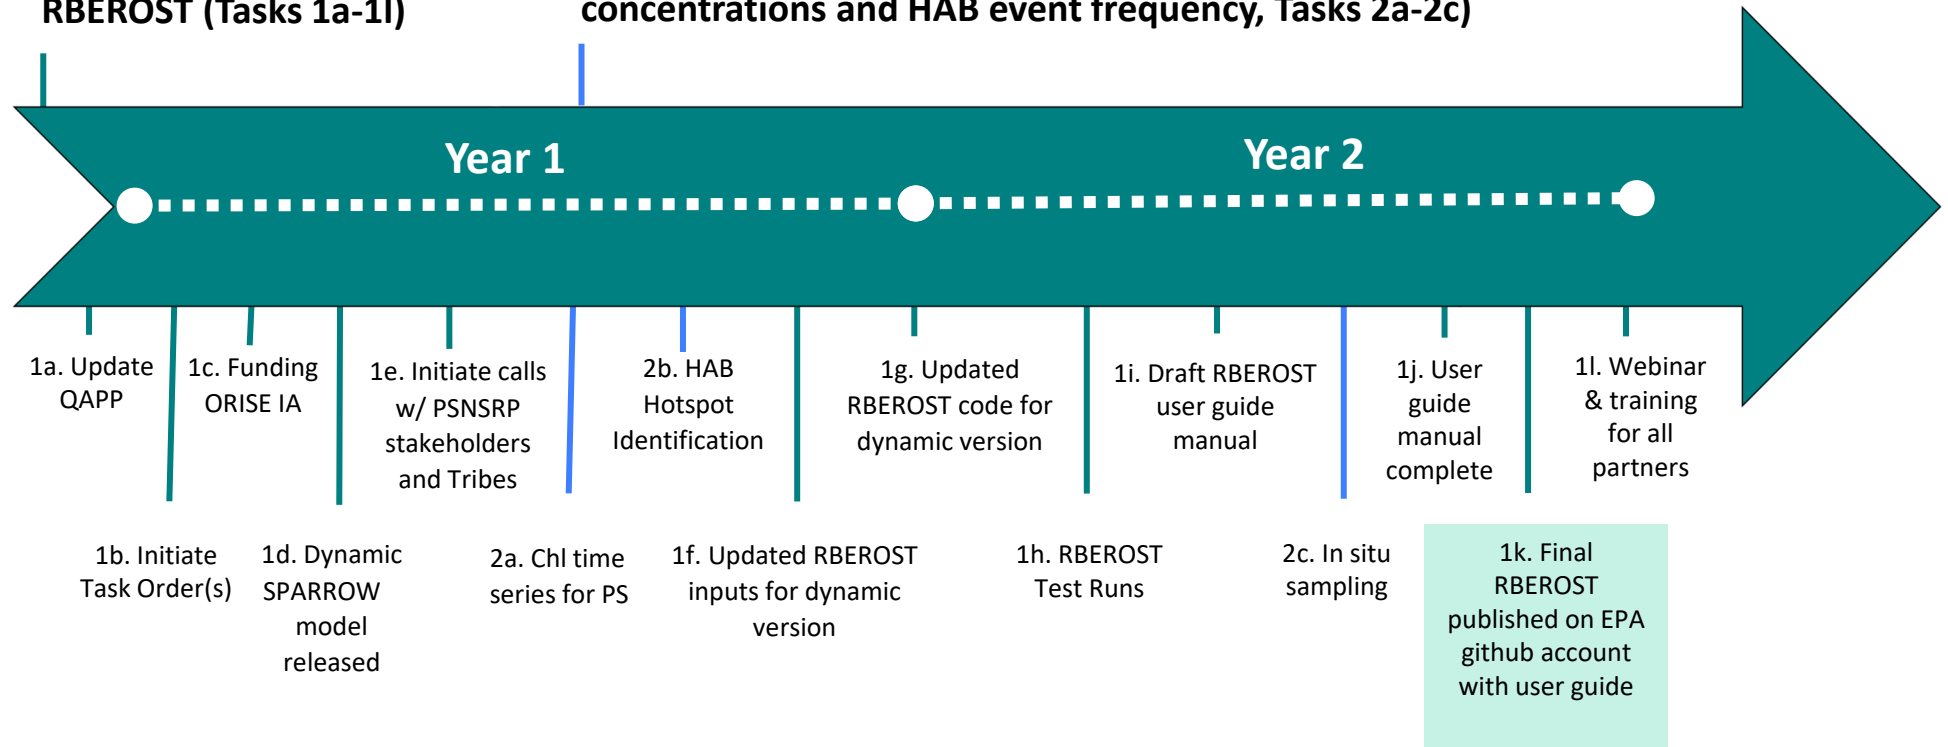 RBEROST (Tasks 1a-1l)
concentrations and HAB event frequency, Tasks 2a-2c)
Year 1
Year 2
1a. Update
QAPP
1c. Funding
ORISE IA
1e. Initiate calls
w/ PSNSRP
stakeholders
and Tribes
2b. HAB
Hotspot
Identification
1g. Updated
RBEROST code for
dynamic version
1i. Draft RBEROST
user guide
manual
1j. User
guide
manual
complete
1l. Webinar
& training
for all
partners
1b. Initiate
Task Order(s)
1d. Dynamic
SPARROW
model
released
2a. Chl time
series for PS
1f. Updated RBEROST
inputs for dynamic
version
1h. RBEROST
Test Runs
2c. In situ
sampling
1k. Final
RBEROST
published on EPA
github account
with user guide